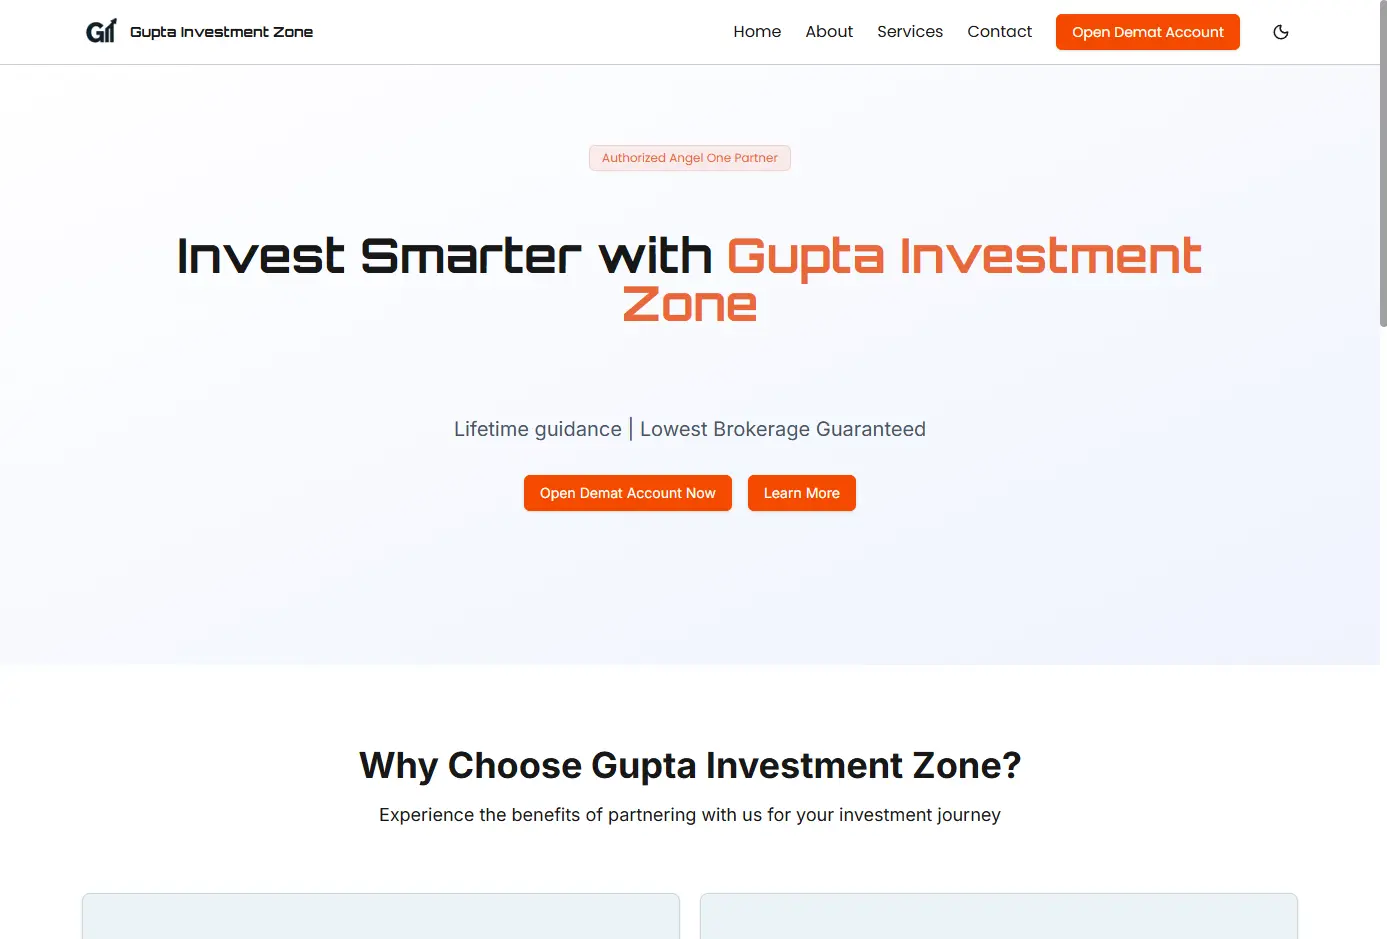 GI Gupta Investment Zone Home About Services Contact Open Demat Account
Authorized Angel One Partner
Invest Smarter with Gupta Investment
Zone
Lifetime guidance | Lowest Brokerage Guaranteed
Open Demat Account Now Learn More
Why Choose Gupta Investment Zone?
Experience the benefits of partnering with us for your investment journey